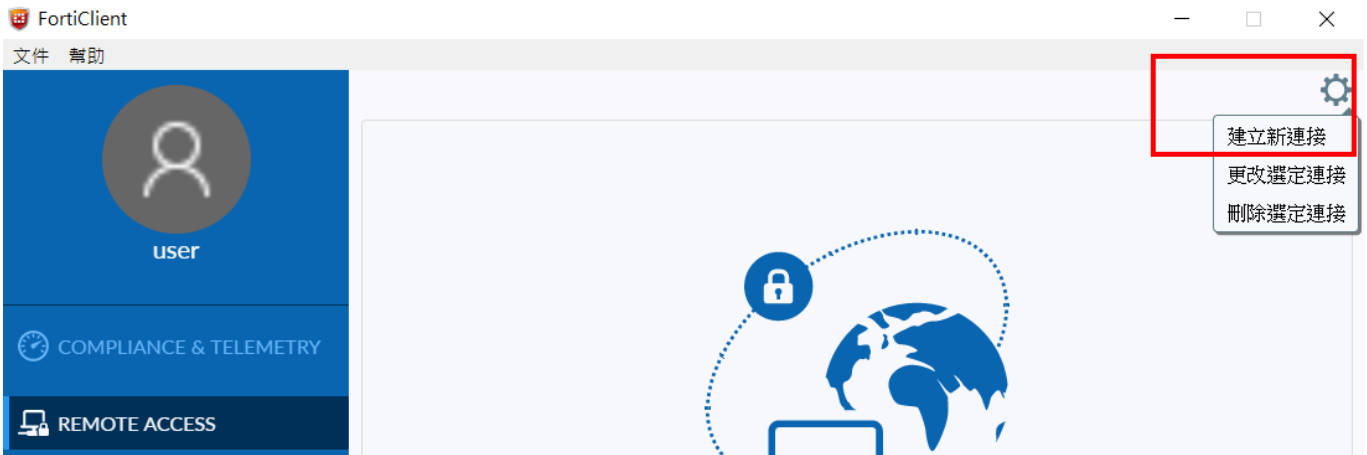 FortiClient
文件 幫助
建立新連接
更改選定連接
刪除選定連接
user
COMPLIANCE & TELEMETRY
REMOTE ACCESS